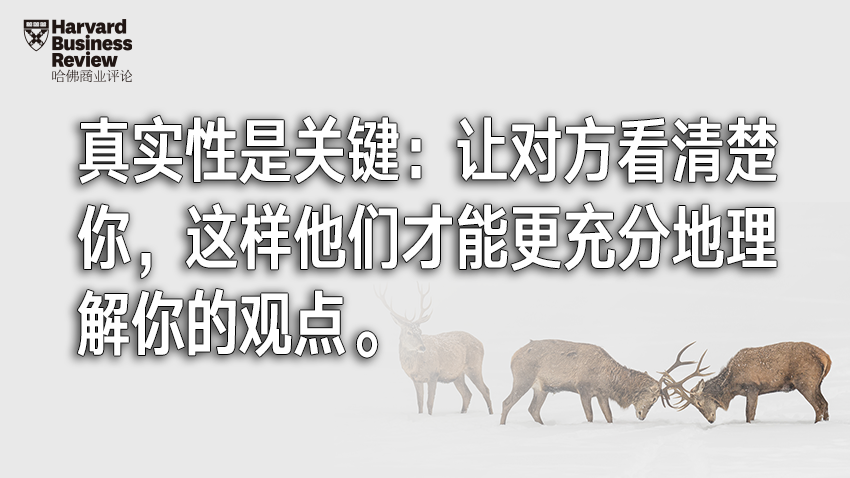 Harvard
Business
Review
哈佛商业评论
真实性是关键：让对方看清楚
你，这样他们才能更充分地理
解你的观点。